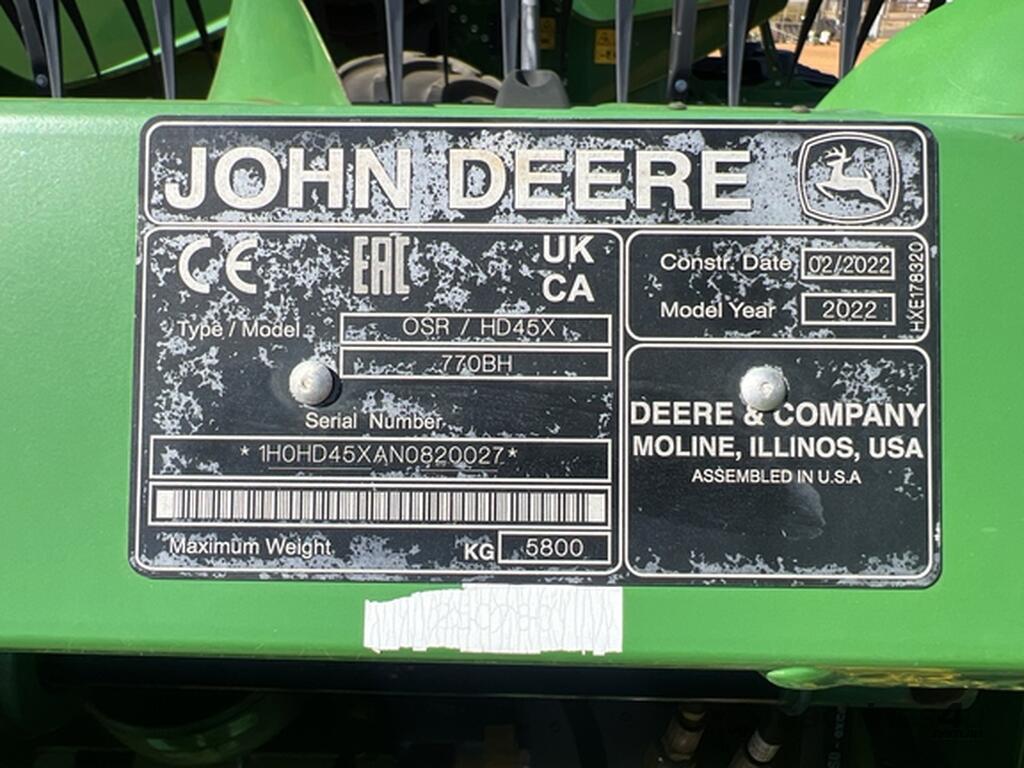 JOHN DEERE
CE EAC UK
CA
Type / Model OSR / HD45X
770BH
Serial Number
*1H0HD45XAN0820027*
Maximum Weight KG 5800
Constr. Date 02/2022
Model Year 2022
HXE178320
DEERE & COMPANY
MOLINE, ILLINOS, USA
ASSEMBLED IN U.S.A